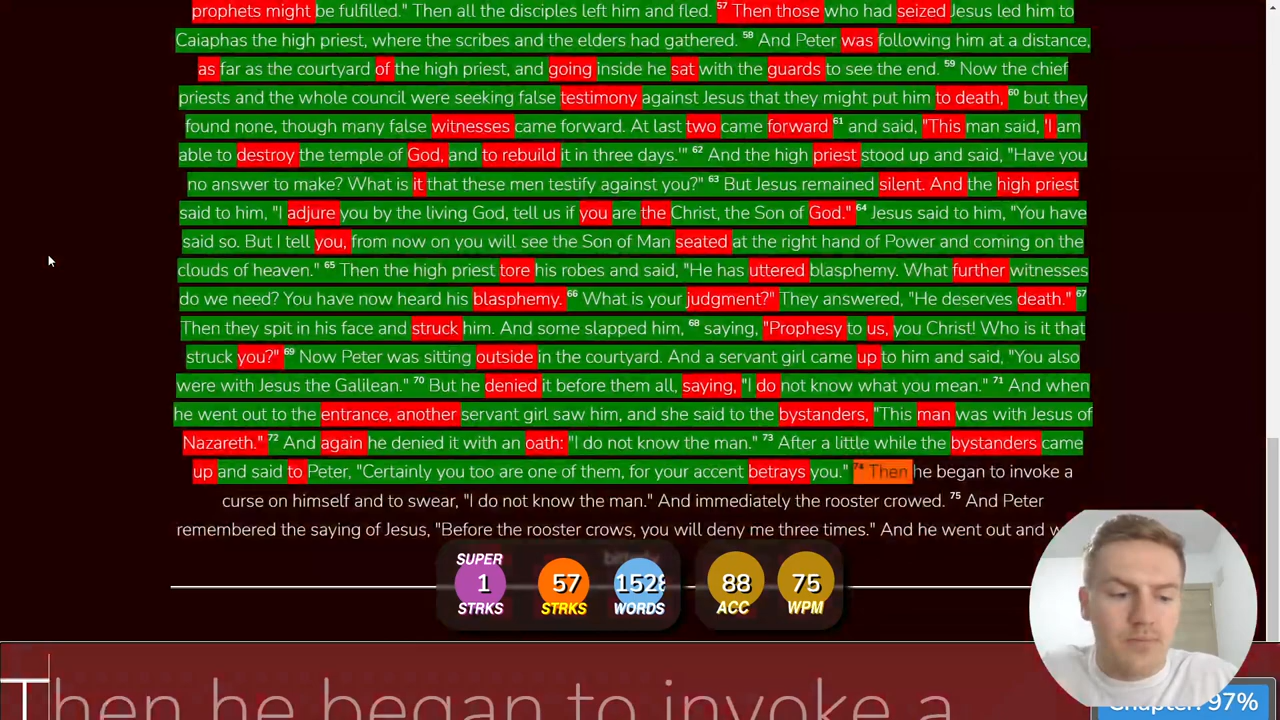 prophets might be fulfilled." Then all the disciples left him and fled. 57 Then those who had seized Jesus led him to
Caiaphas the high priest, where the scribes and the elders had gathered. 58 And Peter was following him at a distance,
as far as the courtyard of the high priest, and going inside he sat with the guards to see the end. 59 Now the chief
priests and the whole council were seeking false testimony against Jesus that they might put him to death, 60 but they
found none, though many false witnesses came forward. At last two came forward 61 and said, "This man said, 'I am
able to destroy the temple of God, and to rebuild it in three days.'" 62 And the high priest stood up and said, "Have you
no answer to make? What is it that these men testify against you?" 63 But Jesus remained silent. And the high priest
said to him, "I adjure you by the living God, tell us if you are the Christ, the Son of God." 64 Jesus said to him, "You have
said so. But I tell you, from now on you will see the Son of Man seated at the right hand of Power and coming on the
clouds of heaven." 65 Then the high priest tore his robes and said, "He has uttered blasphemy. What further witnesses
do we need? You have now heard his blasphemy. 66 What is your judgment?" They answered, "He deserves death." 67
Then they spit in his face and struck him. And some slapped him, 68 saying, "Prophesy to us, you Christ! Who is it that
struck you?" 69 Now Peter was sitting outside in the courtyard. And a servant girl came up to him and said, "You also
were with Jesus the Galilean." 70 But he denied it before them all, saying, "I do not know what you mean." 71 And when
he went out to the entrance, another servant girl saw him, and she said to the bystanders, "This man was with Jesus of
Nazareth." 72 And again he denied it with an oath: "I do not know the man." 73 After a little while the bystanders came
up and said to Peter, "Certainly you too are one of them, for your accent betrays you." 74 Then he began to invoke a
curse on himself and to swear, "I do not know the man." And immediately the rooster crowed. 75 And Peter
remembered the saying of Jesus, "Before the rooster crows, you will deny me three times." And he went out and
SUPER
1 57 1528 88 75
STRKS STRKS WORDS ACC WPM
Then he began to invoke a
Chapter: 97%